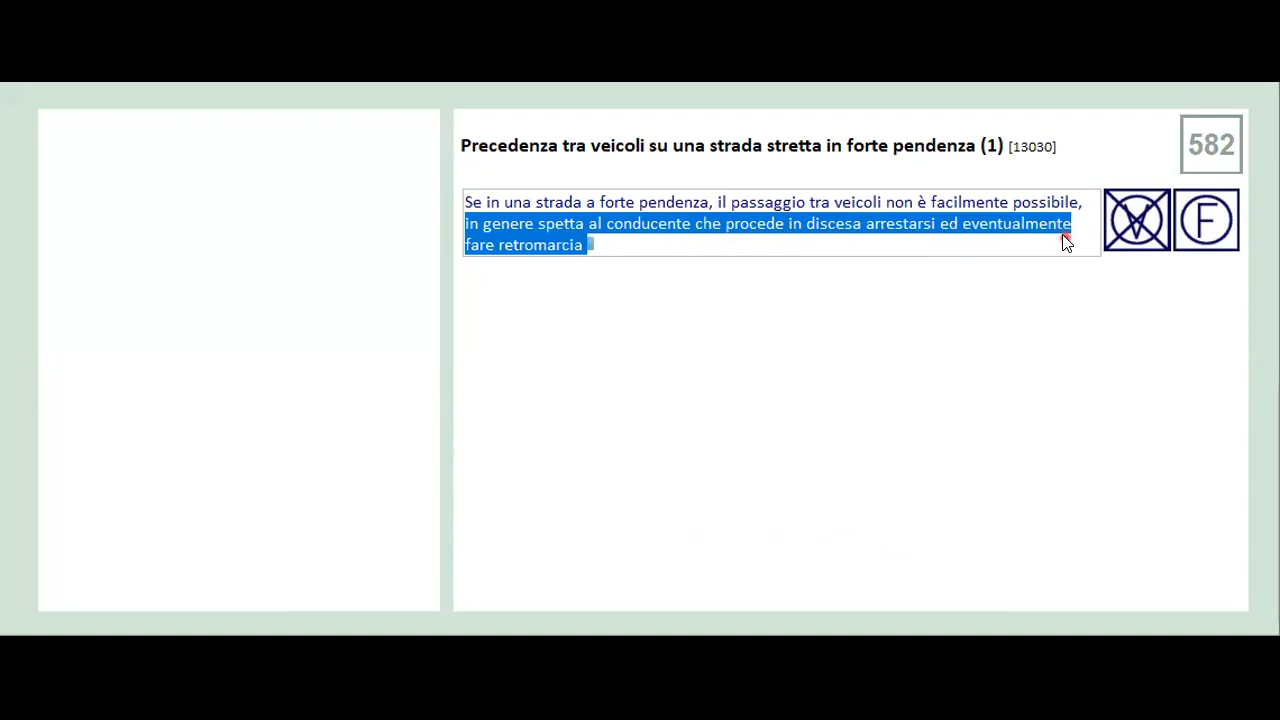 Precedenza tra veicoli su una strada stretta in forte pendenza (1) [13030]
582
Se in una strada a forte pendenza, il passaggio tra veicoli non è facilmente possibile,
in genere spetta al conducente che procede in discesa arrestarsi ed eventualmente
fare retromarcia
V
F